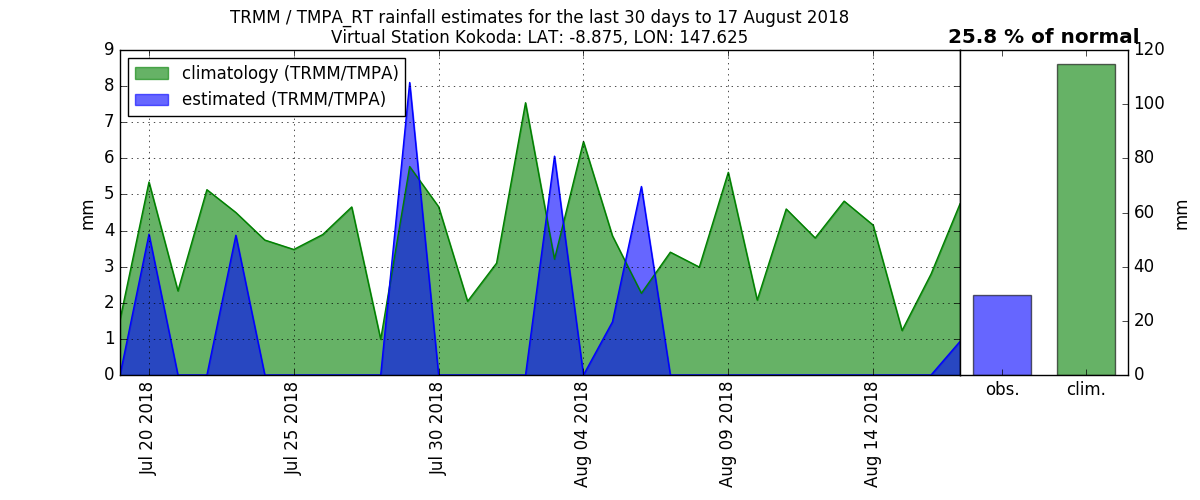 TRMM / TMPA_RT rainfall estimates for the last 30 days to 17 August 2018
Virtual Station Kokoda: LAT: -8.875, LON: 147.625
25.8 % of normal
climatology (TRMM/TMPA)
estimated (TRMM/TMPA)
mm
9
8
7
6
5
4
3
2
1
0
Jul 20 2018
Jul 25 2018
Jul 30 2018
Aug 04 2018
Aug 09 2018
Aug 14 2018
obs.
clim.
120
100
80
60
40
20
0
mm